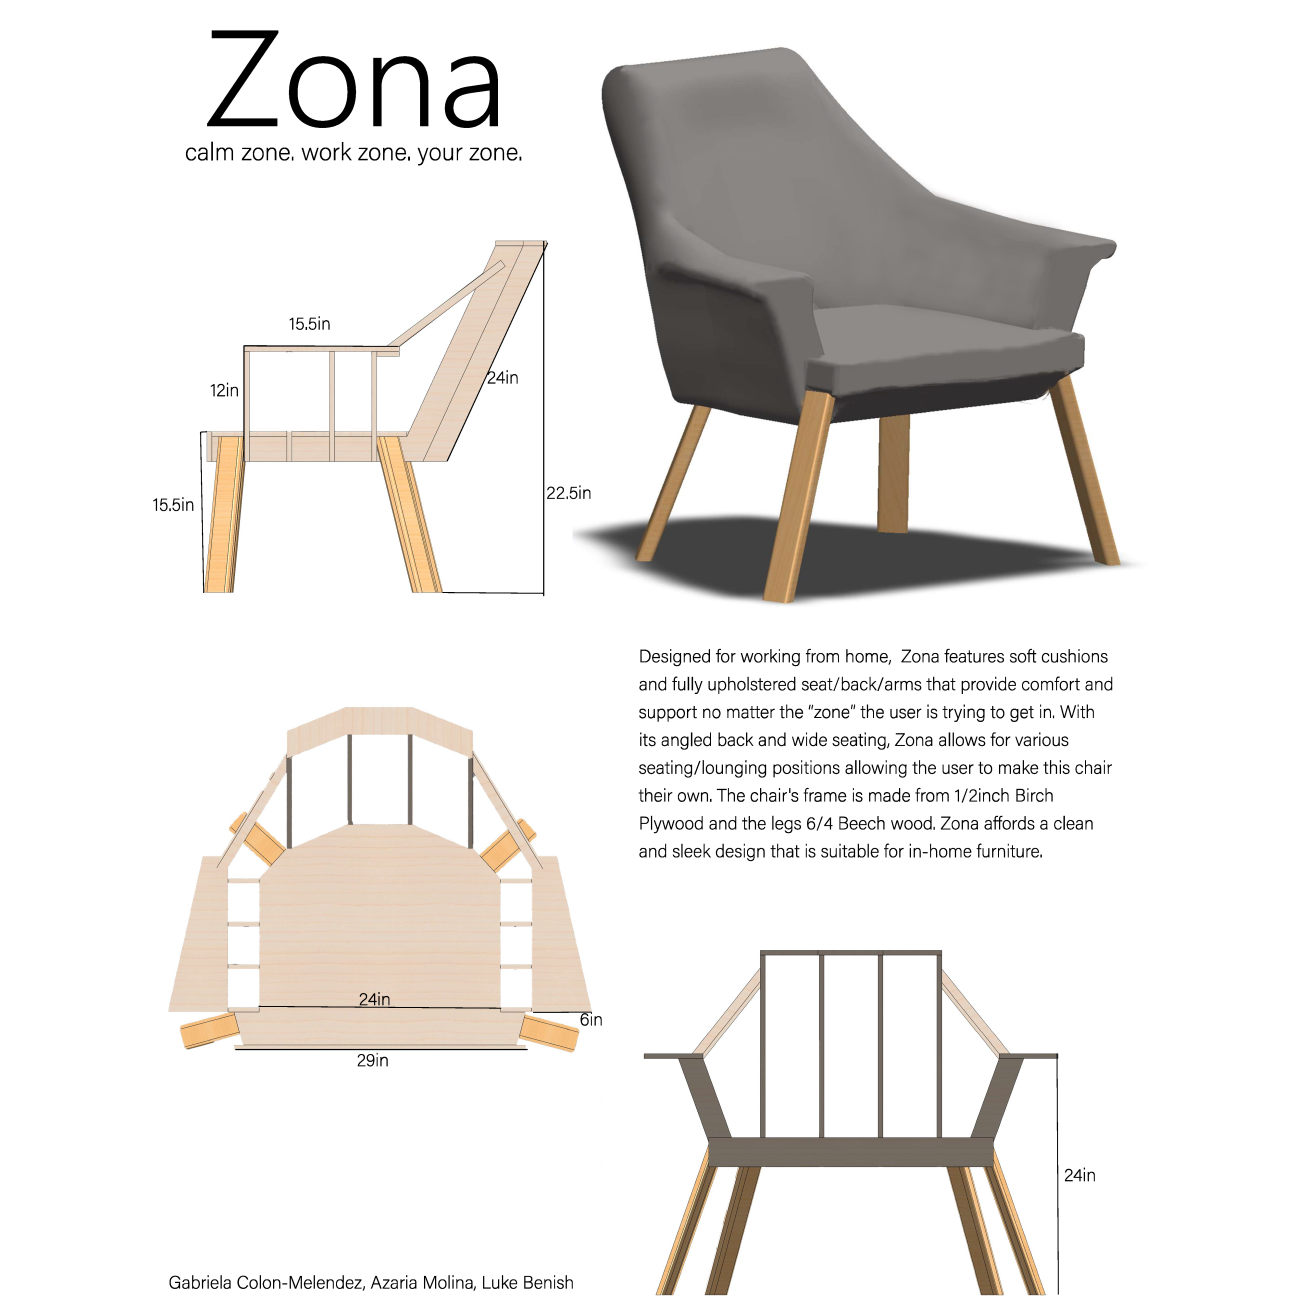 Zona
calm zone. work zone. your zone.
15.5in
12in
24in
15.5in
22.5in
Designed for working from home,  Zona features soft cushions
and fully upholstered seat/back/arms that provide comfort and
support no matter the “zone” the user is trying to get in. With
its angled back and wide seating, Zona allows for various
seating/lounging positions allowing the user to make this chair
their own. The chair's frame is made from 1/2inch Birch
Plywood and the legs 6/4 Beech wood. Zona affords a clean
and sleek design that is suitable for in-home furniture.
24in
6in
29in
24in
Gabriela Colon-Melendez, Azaria Molina, Luke Benish